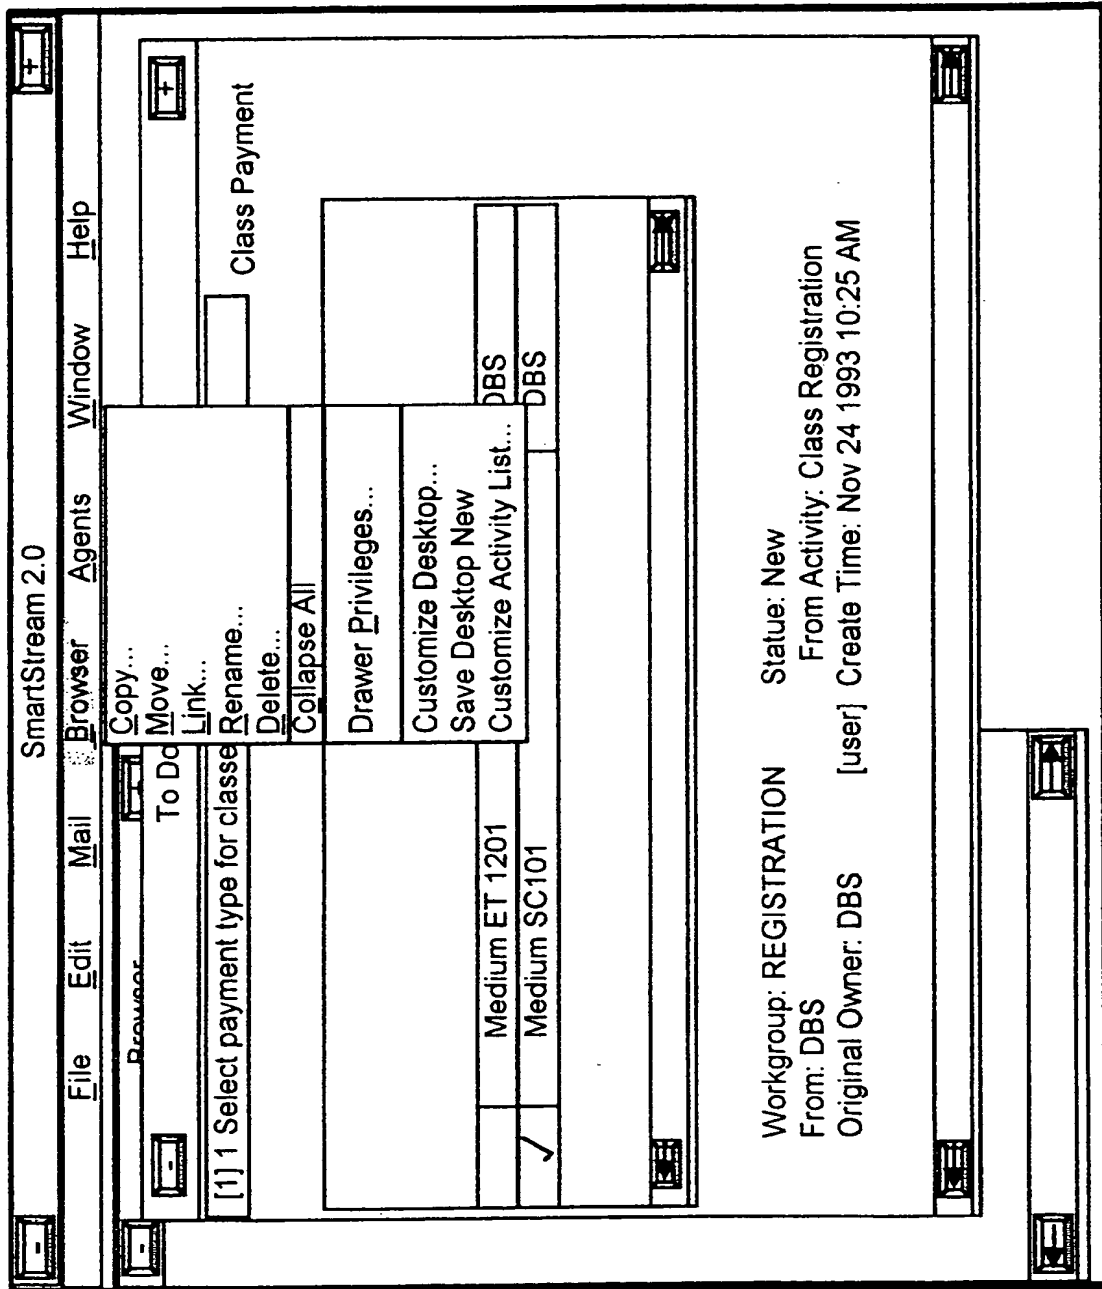 SmartStream 2.0
File Edit Mail Browser Agents Window Help
Browser
Copy...
Move...
Link...
Rename...
Delete...
Collapse All
Drawer Privileges...
Customize Desktop...
Save Desktop New
Customize Activity List...
To Do
[1] 1 Select payment type for classe
Class Payment
Medium ET 1201 DBS
Medium SC101 DBS
Workgroup: REGISTRATION Statue: New
From: DBS From Activity: Class Registration
Original Owner: DBS [user] Create Time: Nov 24 1993 10:25 AM